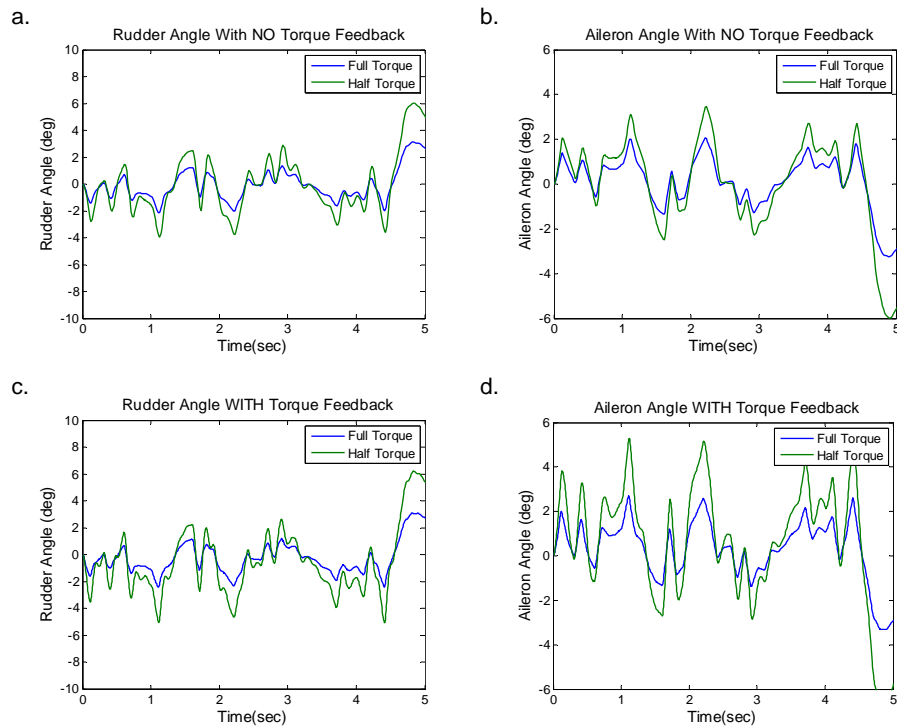 a.
Rudder Angle With NO Torque Feedback
Full Torque
Half Torque
10
8
6
4
2
0
-2
-4
-6
-8
-10
Rudder Angle (deg)
0 1 2 3 4 5
Time(sec)
b.
Aileron Angle With NO Torque Feedback
Full Torque
Half Torque
6
4
2
0
-2
-4
-6
Aileron Angle (deg)
0 1 2 3 4 5
Time(sec)
c.
Rudder Angle WITH Torque Feedback
Full Torque
Half Torque
10
8
6
4
2
0
-2
-4
-6
-8
-10
Rudder Angle (deg)
0 1 2 3 4 5
Time(sec)
d.
Aileron Angle WITH Torque Feedback
Full Torque
Half Torque
6
4
2
0
-2
-4
-6
Aileron Angle (deg)
0 1 2 3 4 5
Time(sec)